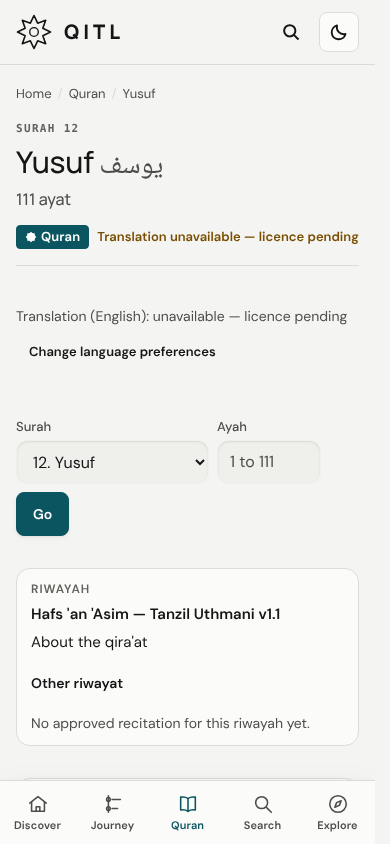 QITL
Home / Quran / Yusuf
SURAH 12
Yusuf يوسف
111 ayat
Quran Translation unavailable — licence pending
Translation (English): unavailable — licence pending
Change language preferences
Surah Ayah
12. Yusuf 1 to 111
Go
RIWAYAH
Hafs 'an 'Asim — Tanzil Uthmani v1.1
About the qira'at
Other riwayat
No approved recitation for this riwayah yet.
Discover Journey Quran Search Explore